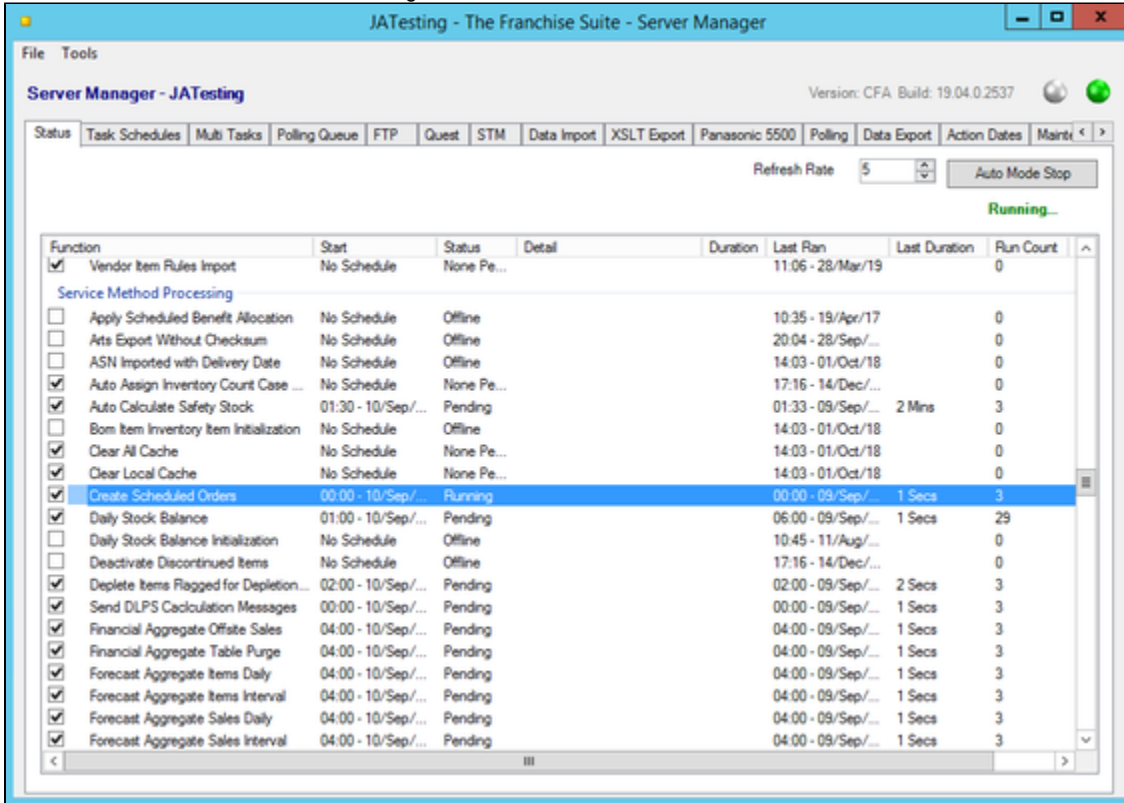 JATesting - The Franchise Suite - Server Manager
File Tools
Server Manager - JATesting Version: CFA Build: 19.04.0.2537
Status Task Schedules Multi Tasks Polling Queue FTP Quest STM Data Import XSLT Export Panasonic 5500 Polling Data Export Action Dates Mainte
Refresh Rate 5 Auto Mode Stop
Running...
Function Start Status Detail Duration Last Ran Last Duration Run Count
Vendor Item Rules Import No Schedule None Pe... 11:06 - 28/Mar/19 0
Service Method Processing
Apply Scheduled Benefit Allocation No Schedule Offline 10:35 - 19/Apr/17 0
Arts Export Without Checksum No Schedule Offline 20:04 - 28/Sep/... 0
ASN Imported with Delivery Date No Schedule Offline 14:03 - 01/Oct/18 0
Auto Assign Inventory Count Case ... No Schedule None Pe... 17:16 - 14/Dec/... 0
Auto Calculate Safety Stock 01:30 - 10/Sep/... Pending 01:33 - 09/Sep/... 2 Mins 3
Bom Item Inventory Item Initialization No Schedule Offline 14:03 - 01/Oct/18 0
Clear All Cache No Schedule None Pe... 14:03 - 01/Oct/18 0
Clear Local Cache No Schedule None Pe... 14:03 - 01/Oct/18 0
Create Scheduled Orders 00:00 - 10/Sep/... Running 00:00 - 09/Sep/... 1 Secs 3
Daily Stock Balance 01:00 - 10/Sep/... Pending 06:00 - 09/Sep/... 1 Secs 29
Daily Stock Balance Initialization No Schedule Offline 10:45 - 11/Aug/... 0
Deactivate Discontinued Items No Schedule Offline 17:16 - 14/Dec/... 0
Deplete Items Flagged for Depletion... 02:00 - 10/Sep/... Pending 02:00 - 09/Sep/... 2 Secs 3
Send DLPS Caclculation Messages 00:00 - 10/Sep/... Pending 00:00 - 09/Sep/... 1 Secs 3
Financial Aggregate Offsite Sales 04:00 - 10/Sep/... Pending 04:00 - 09/Sep/... 1 Secs 3
Financial Aggregate Table Purge 04:00 - 10/Sep/... Pending 04:00 - 09/Sep/... 1 Secs 3
Forecast Aggregate Items Daily 04:00 - 10/Sep/... Pending 04:00 - 09/Sep/... 1 Secs 3
Forecast Aggregate Items Interval 04:00 - 10/Sep/... Pending 04:00 - 09/Sep/... 1 Secs 3
Forecast Aggregate Sales Daily 04:00 - 10/Sep/... Pending 04:00 - 09/Sep/... 1 Secs 3
Forecast Aggregate Sales Interval 04:00 - 10/Sep/... Pending 04:00 - 09/Sep/... 1 Secs 3